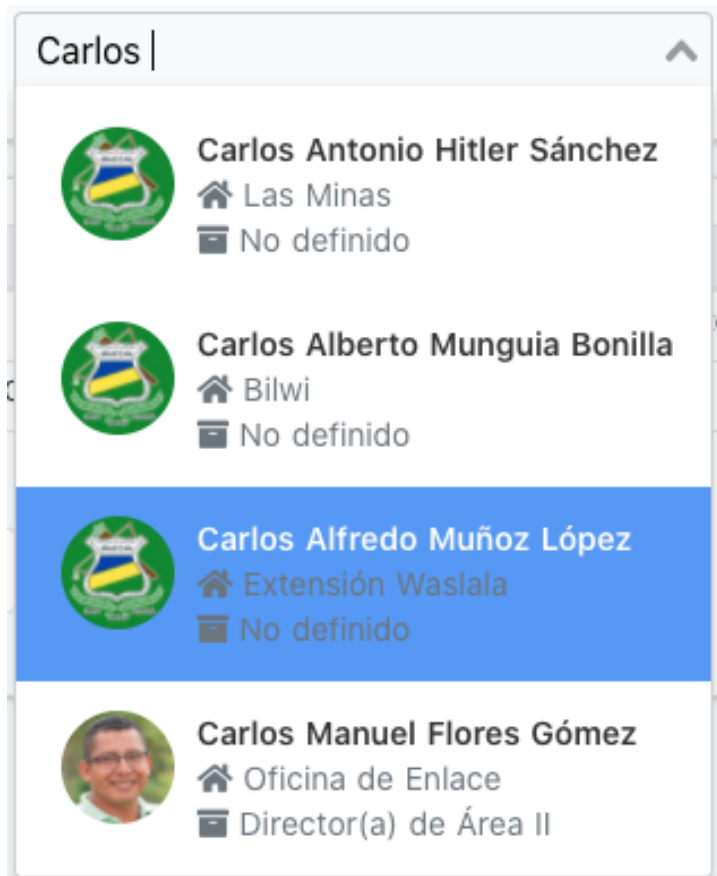 Carlos
Carlos Antonio Hitler Sánchez
Las Minas
No definido
Carlos Alberto Munguia Bonilla
Bilwi
No definido
Carlos Alfredo Muñoz López
Extensión Waslala
No definido
Carlos Manuel Flores Gómez
Oficina de Enlace
Director(a) de Área II